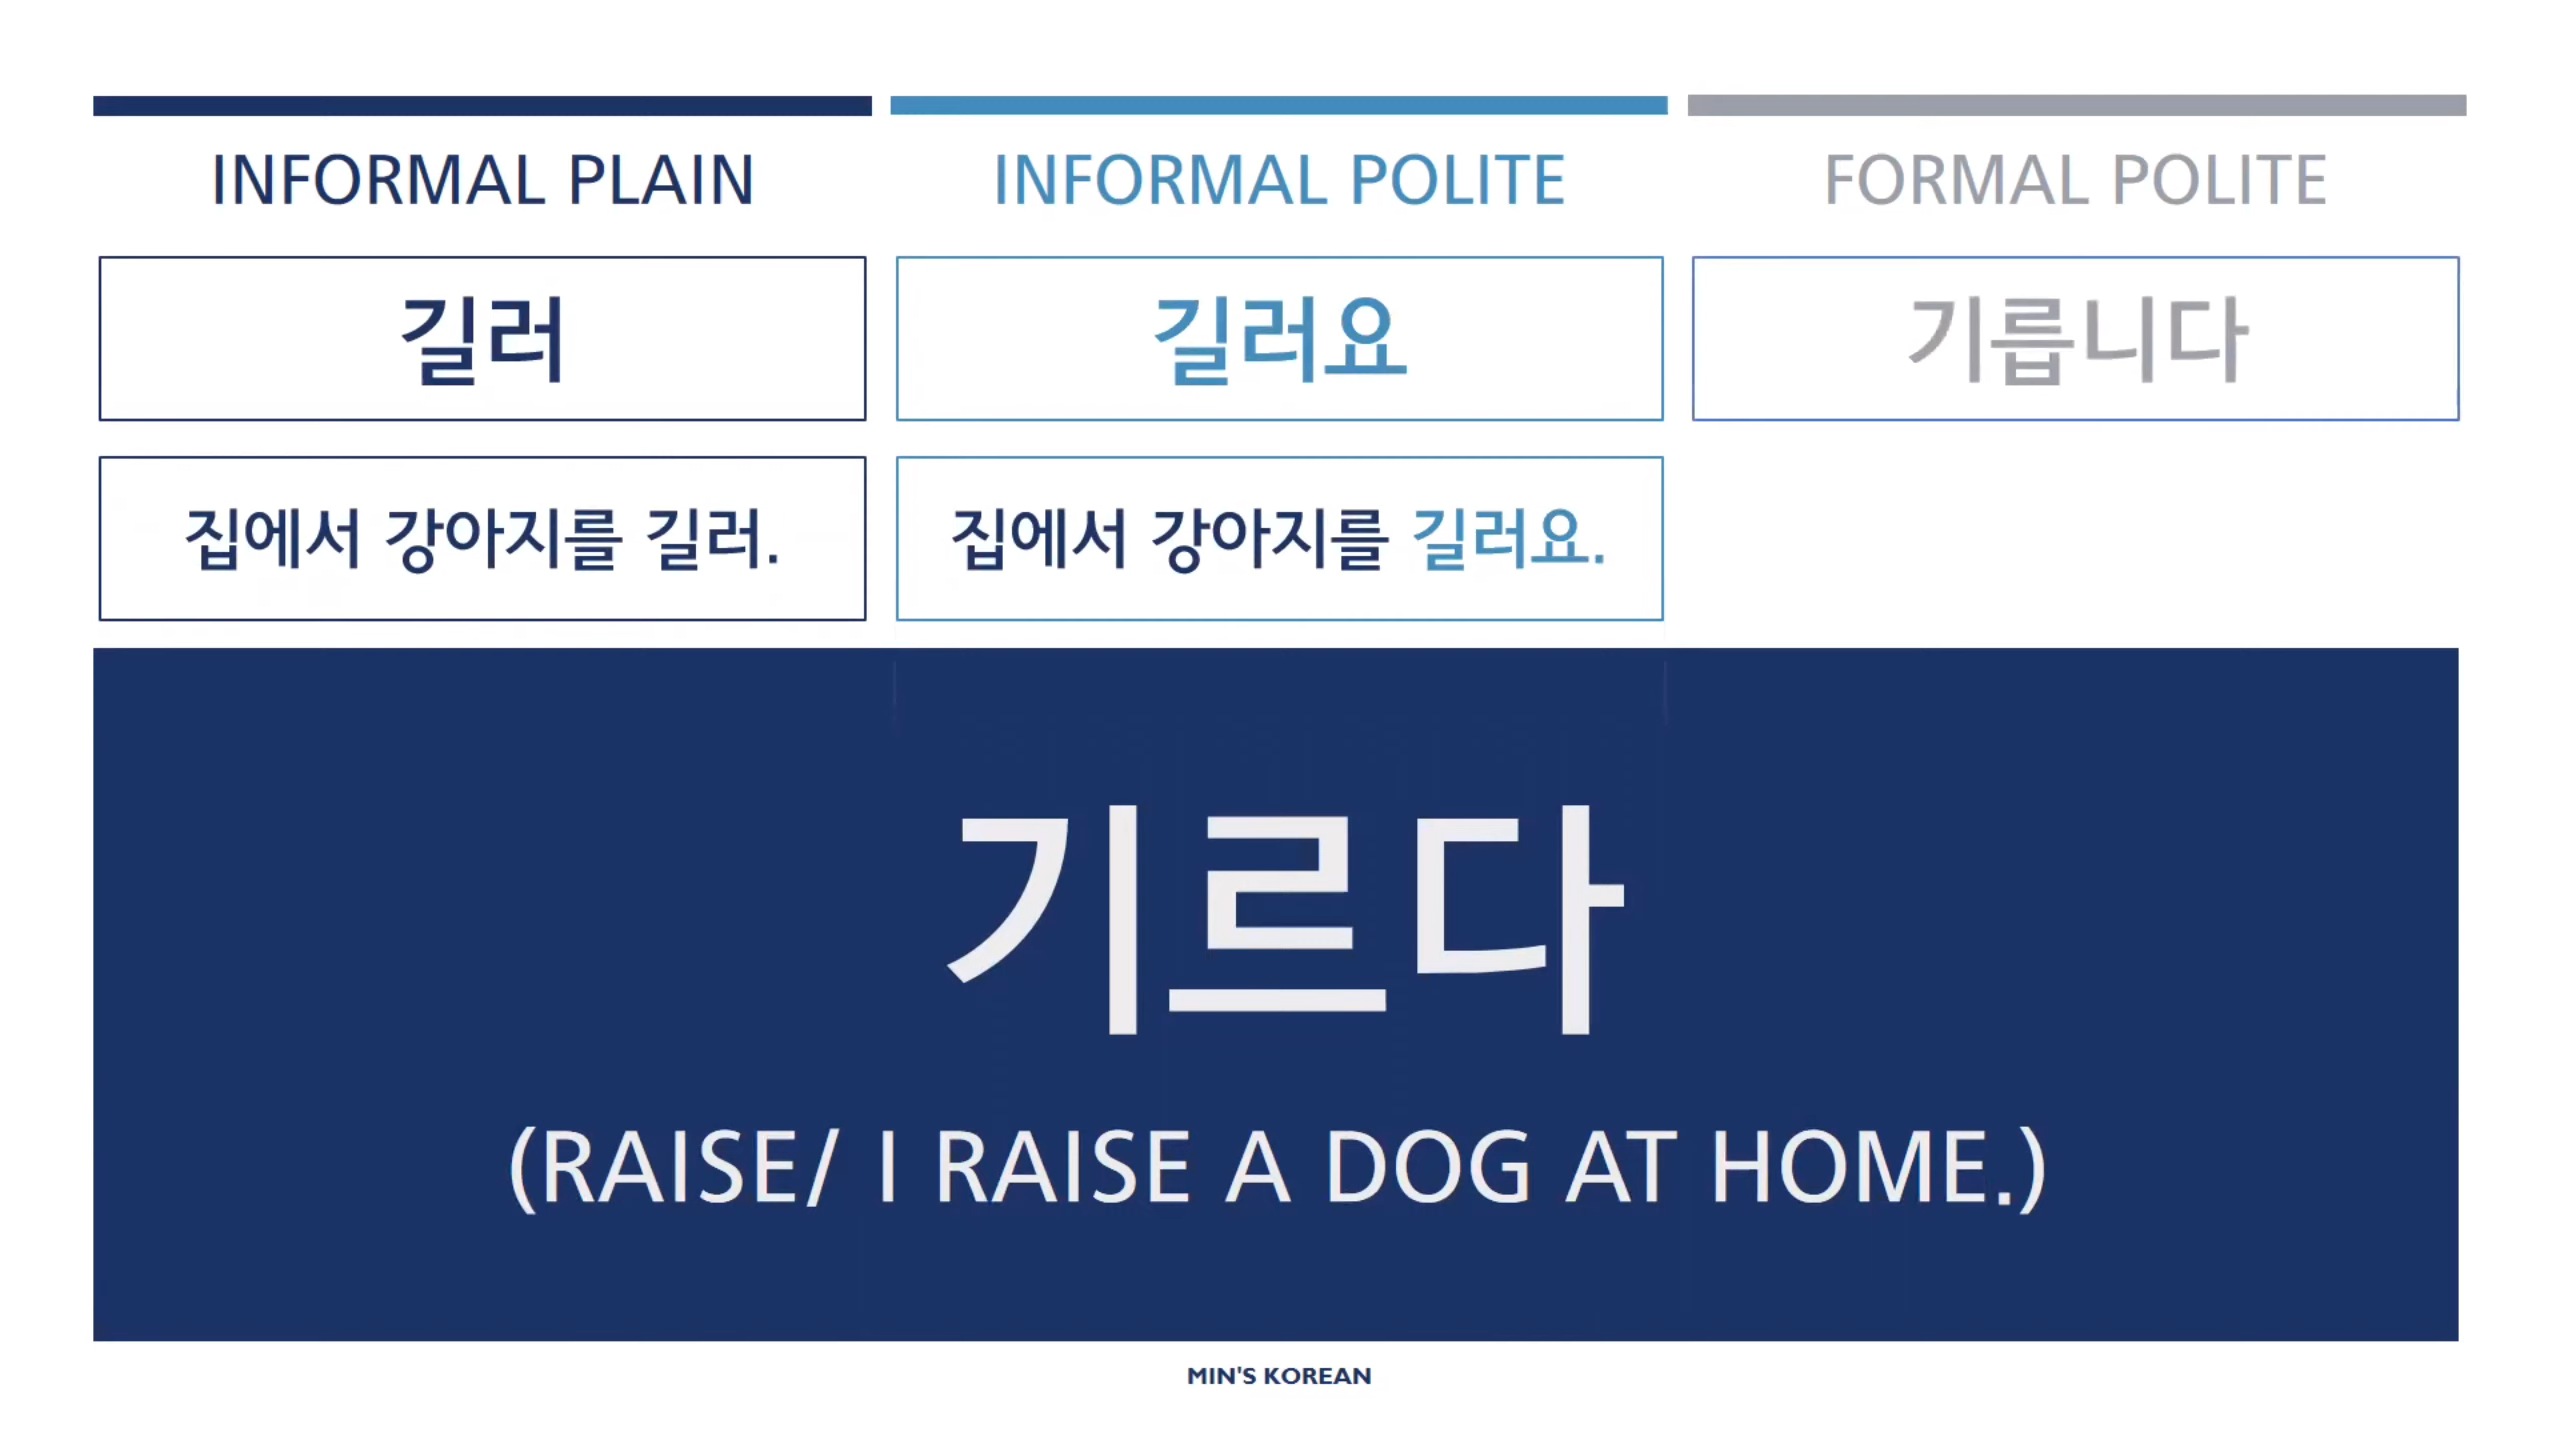 INFORMAL PLAIN
INFORMAL POLITE
FORMAL POLITE
길러
길러요
기릅니다
집에서 강아지를 길러.
집에서 강아지를 길러요.
기르다
(RAISE/ I RAISE A DOG AT HOME.)
MIN'S KOREAN